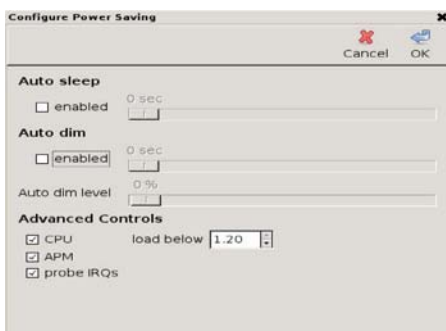 Configure Power Saving
Cancel OK
Auto sleep
enabled 0 sec
Auto dim
enabled 0 sec
Auto dim level 0 %
Advanced Controls
CPU load below 1.20
APM
probe IRQs